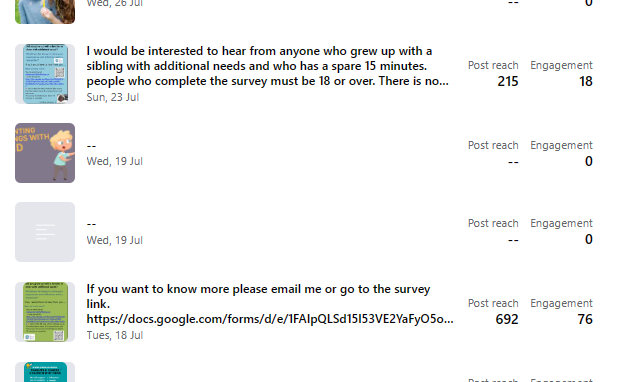 Wed, 26 Jul
--
0
I would be interested to hear from anyone who grew up with a
sibling with additional needs and who has a spare 15 minutes.
people who complete the survey must be 18 or over. There is no...
Sun, 23 Jul
Post reach Engagement
215 18
NTING
NGS WITH
D
--
Wed, 19 Jul
Post reach Engagement
-- 0
--
Wed, 19 Jul
Post reach Engagement
-- 0
If you want to know more please email me or go to the survey
link.
https://docs.google.com/forms/d/e/1FAIpQLSd15I53VE2YaFyO5o...
Tues, 18 Jul
Post reach Engagement
692 76
Post reach Engagement